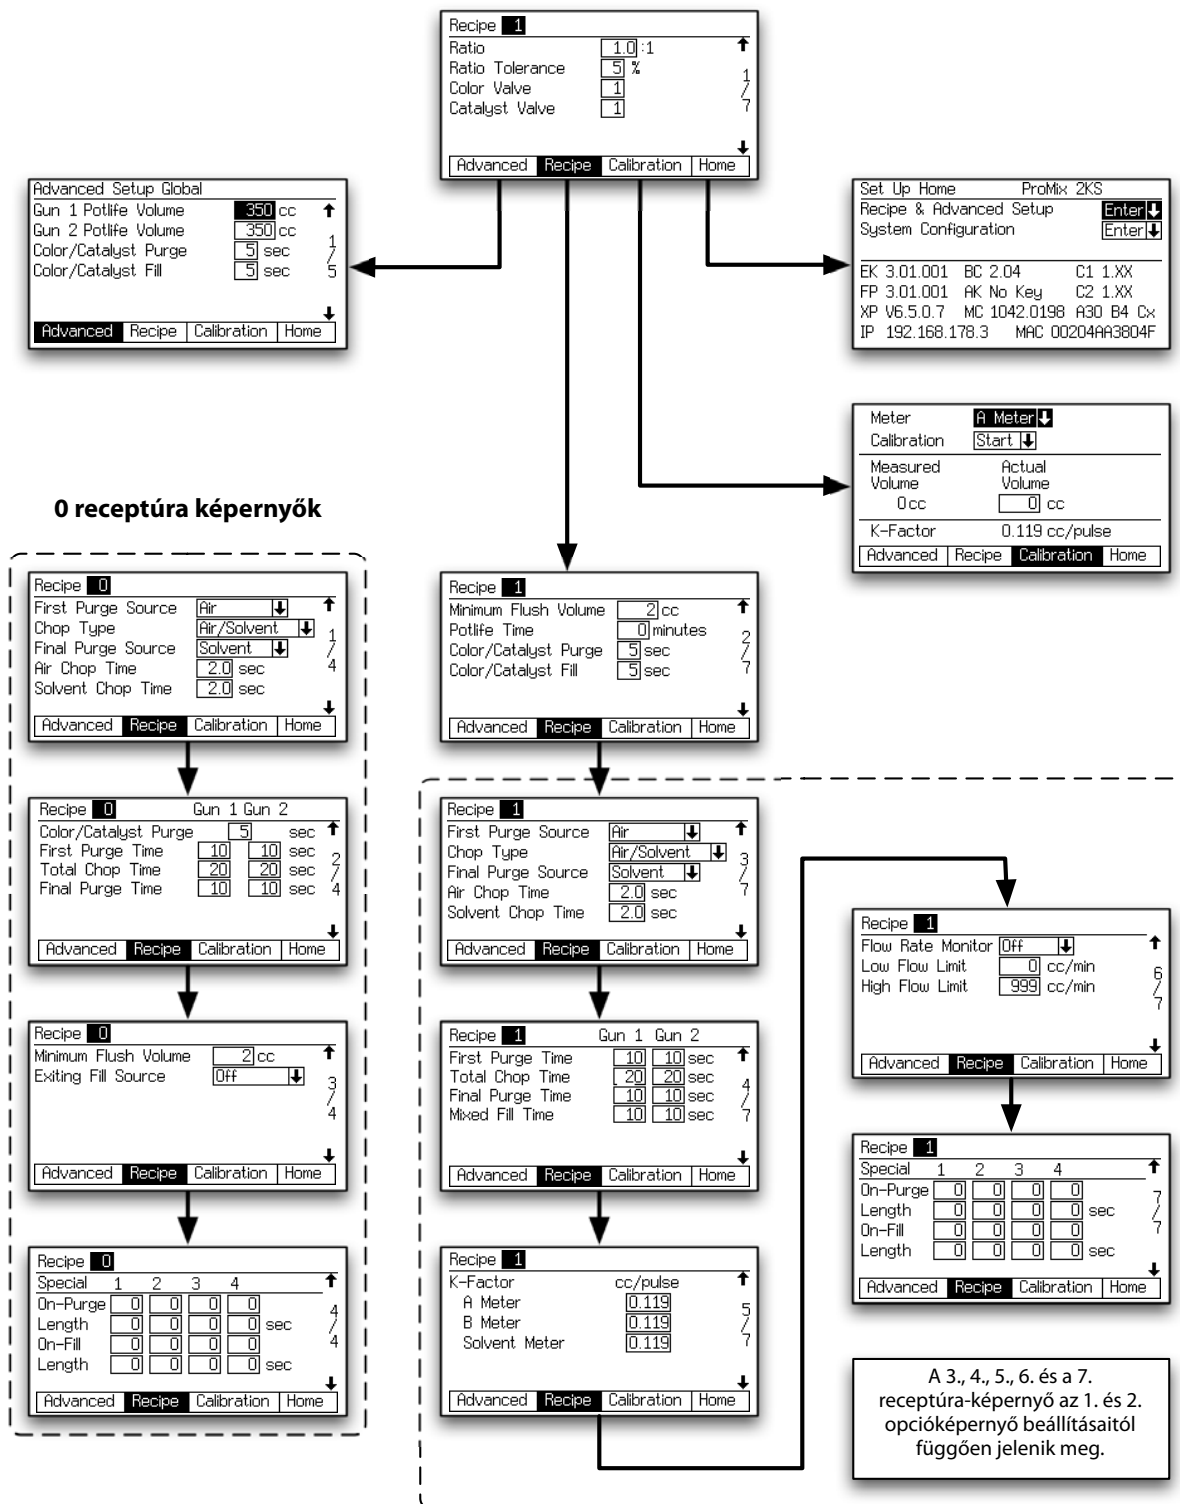 Recipe 1
Ratio 1.0 :1
Ratio Tolerance 5 %
Color Valve 1
Catalyst Valve 1
1/7
Advanced Recipe Calibration Home
Advanced Setup Global
Gun 1 Potlife Volume 350 cc
Gun 2 Potlife Volume 350 cc
Color/Catalyst Purge 5 sec
Color/Catalyst Fill 5 sec
1/5
Advanced Recipe Calibration Home
Set Up Home ProMix 2KS
Recipe & Advanced Setup Enter
System Configuration Enter
EK 3.01.001 BC 2.04 C1 1.XX
FP 3.01.001 AK No Key C2 1.XX
XP V6.5.0.7 MC 1042.0198 A30 B4 Cx
IP 192.168.178.3 MAC 00204AA3804F
Meter A Meter
Calibration Start
Measured Actual
Volume Volume
0 cc 0 cc
K-Factor 0.119 cc/pulse
Advanced Recipe Calibration Home
0 receptúra képernyők
Recipe 0
First Purge Source Air
Chop Type Air/Solvent
Final Purge Source Solvent
Air Chop Time 2.0 sec
Solvent Chop Time 2.0 sec
1/4
Advanced Recipe Calibration Home
Recipe 0 Gun 1 Gun 2
Color/Catalyst Purge 5 sec
First Purge Time 10 10 sec
Total Chop Time 20 20 sec
Final Purge Time 10 10 sec
2/4
Advanced Recipe Calibration Home
Recipe 0
Minimum Flush Volume 2 cc
Exiting Fill Source Off
3/4
Advanced Recipe Calibration Home
Recipe 0
Special 1 2 3 4
On-Purge 0 0 0 0
Length 0 0 0 0 sec
On-Fill 0 0 0 0
Length 0 0 0 0 sec
4/4
Advanced Recipe Calibration Home
Recipe 1
Minimum Flush Volume 2 cc
Potlife Time 0 minutes
Color/Catalyst Purge 5 sec
Color/Catalyst Fill 5 sec
2/7
Advanced Recipe Calibration Home
Recipe 1
First Purge Source Air
Chop Type Air/Solvent
Final Purge Source Solvent
Air Chop Time 2.0 sec
Solvent Chop Time 2.0 sec
3/7
Advanced Recipe Calibration Home
Recipe 1 Gun 1 Gun 2
First Purge Time 10 10 sec
Total Chop Time 20 20 sec
Final Purge Time 10 10 sec
Mixed Fill Time 10 10 sec
4/7
Advanced Recipe Calibration Home
Recipe 1
K-Factor cc/pulse
A Meter 0.119
B Meter 0.119
Solvent Meter 0.119
5/7
Advanced Recipe Calibration Home
Recipe 1
Flow Rate Monitor Off
Low Flow Limit 0 cc/min
High Flow Limit 999 cc/min
6/7
Advanced Recipe Calibration Home
Recipe 1
Special 1 2 3 4
On-Purge 0 0 0 0
Length 0 0 0 0 sec
On-Fill 0 0 0 0
Length 0 0 0 0 sec
7/7
Advanced Recipe Calibration Home
A 3., 4., 5., 6. és a 7.
receptúra-képernyő az 1. és 2.
opcióképernyő beállításaitól
függően jelenik meg.